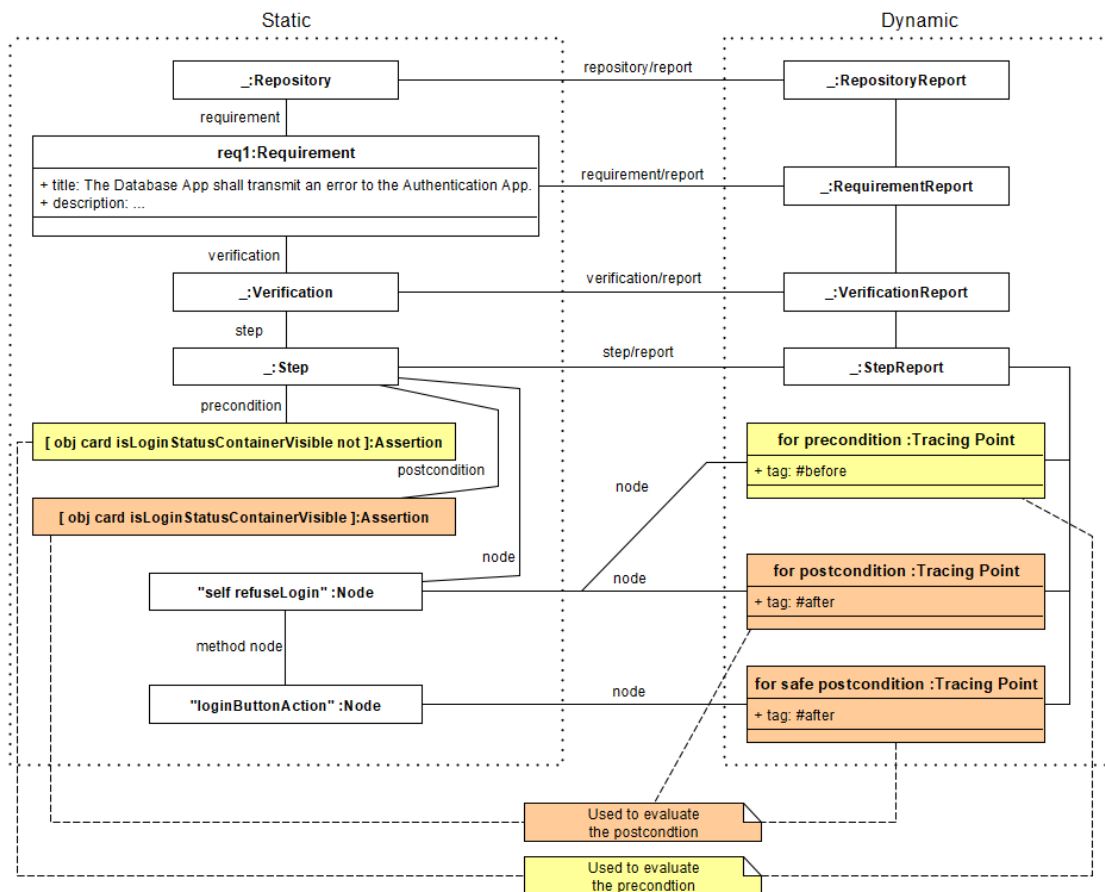 Static
Dynamic
_:Repository
repository/report
_:RepositoryReport
requirement
req1:Requirement
+ title: The Database App shall transmit an error to the Authentication App.
+ description: ...
requirement/report
_:RequirementReport
verification
_:Verification
verification/report
_:VerificationReport
step
_:Step
step/report
_:StepReport
precondition
[ obj card isLoginStatusContainerVisible not ]:Assertion
for precondition :Tracing Point
+ tag: #before
postcondition
node
[ obj card isLoginStatusContainerVisible ]:Assertion
node
"self refuseLogin" :Node
node
for postcondition :Tracing Point
+ tag: #after
method node
"loginButtonAction" :Node
node
for safe postcondition :Tracing Point
+ tag: #after
Used to evaluate
the postcondtion
Used to evaluate
the precondtion